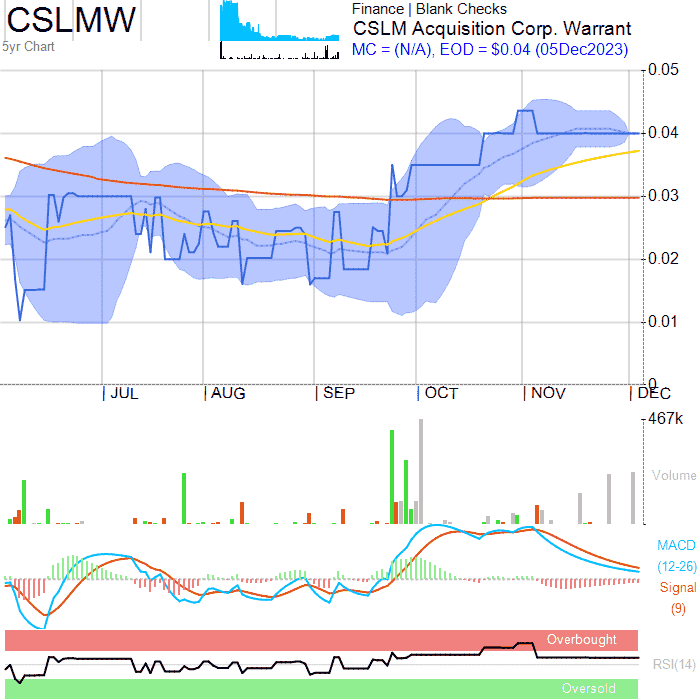 CSLMW
5yr Chart
Finance | Blank Checks
CSLM Acquisition Corp. Warrant
MC = (N/A), EOD = $0.04 (05Dec2023)
0.05
0.04
0.03
0.02
0.01
0
JUL
AUG
SEP
OCT
NOV
DEC
467k
Volume
MACD
(12-26)
Signal
(9)
Overbought
RSI(14)
Oversold